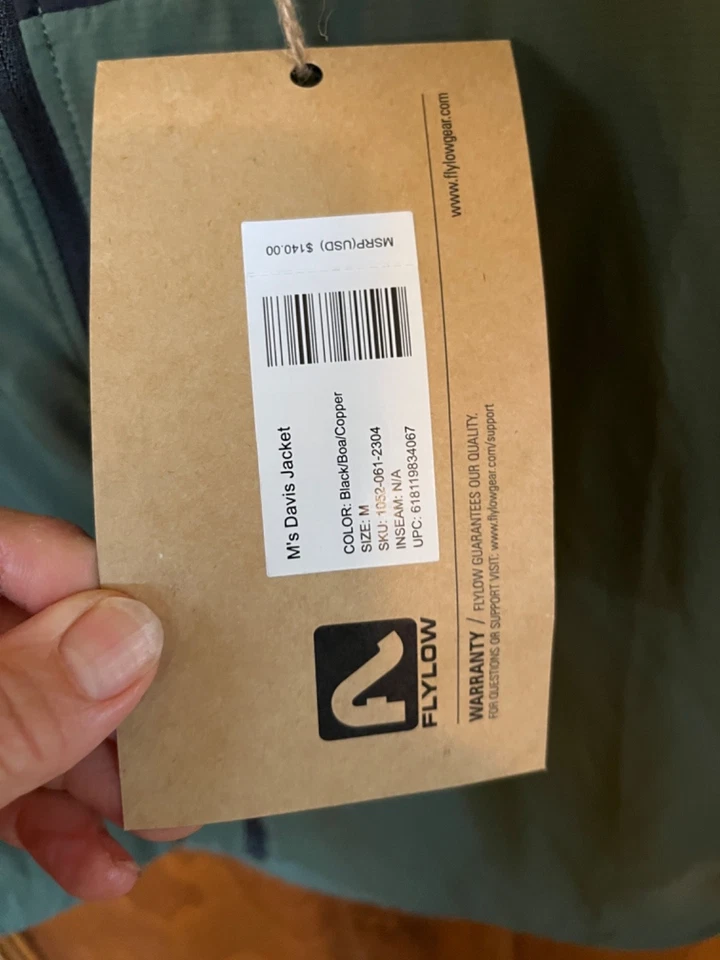 M's Davis Jacket
COLOR: Black/Boa/Copper
SIZE: M
SKU: 1052-061-2304
INSEAM: N/A
UPC: 618119834067
MSRP(USD) $140.00
FLYLOW
WARRANTY / FLYLOW GUARANTEES OUR QUALITY.
FOR QUESTIONS OR SUPPORT VISIT: www.flylowgear.com/support
www.flylowgear.com